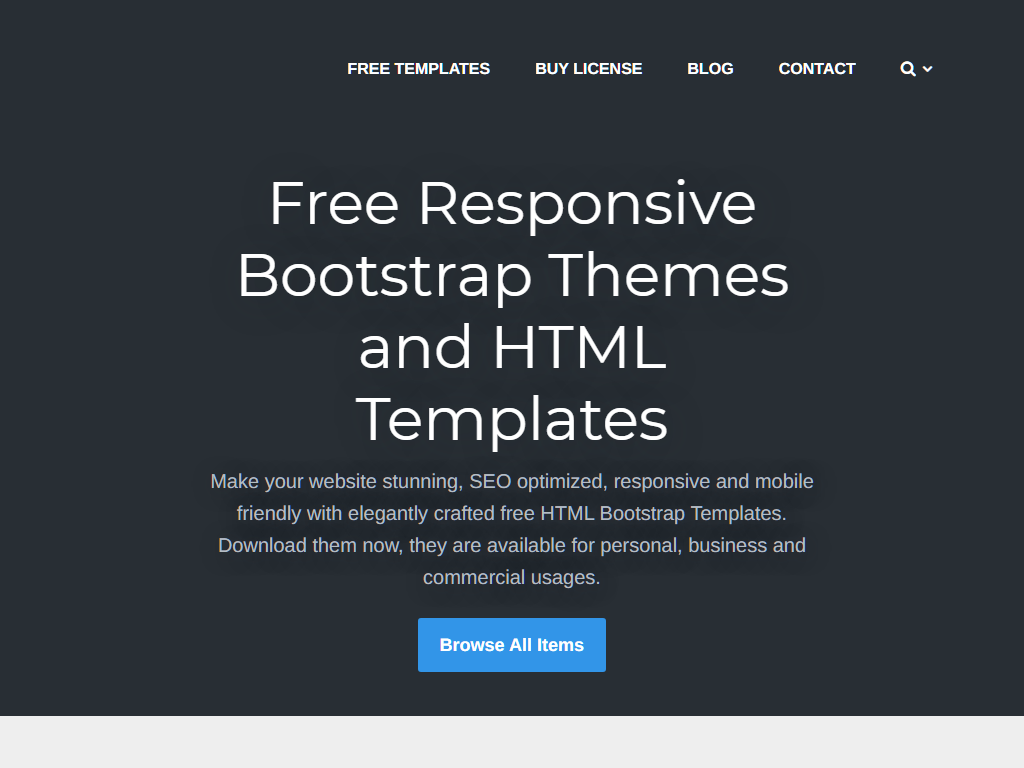 FREE TEMPLATES BUY LICENSE BLOG CONTACT
Free Responsive
Bootstrap Themes
and HTML
Templates
Make your website stunning, SEO optimized, responsive and mobile
friendly with elegantly crafted free HTML Bootstrap Templates.
Download them now, they are available for personal, business and
commercial usages.
Browse All Items